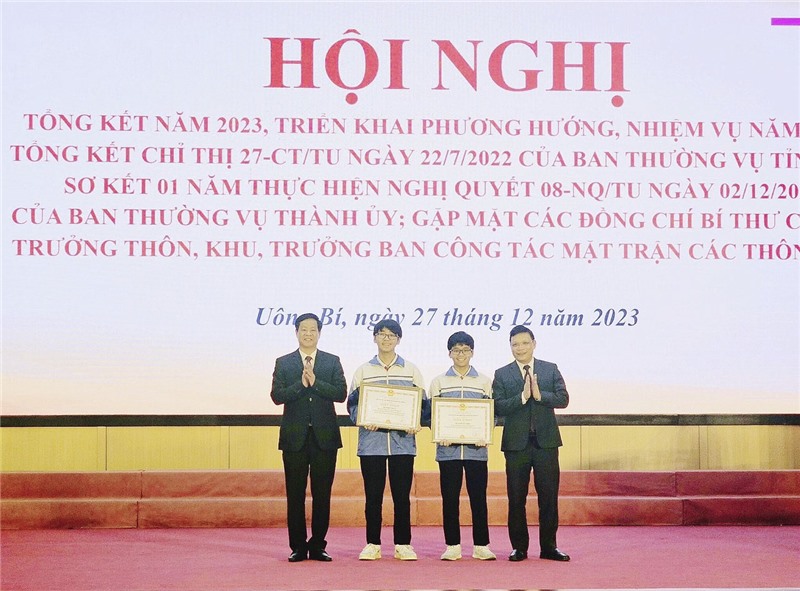 HỘI NGHỊ
TỔNG KẾT NĂM 2023, TRIỂN KHAI PHƯƠNG HƯỚNG, NHIỆM VỤ NĂM
TỔNG KẾT CHỈ THỊ 27-CT/TU NGÀY 22/7/2022 CỦA BAN THƯỜNG VỤ TỈN
SƠ KẾT 01 NĂM THỰC HIỆN NGHỊ QUYẾT 08-NQ/TU NGÀY 02/12/20
CỦA BAN THƯỜNG VỤ THÀNH ỦY; GẶP MẶT CÁC ĐỒNG CHÍ BÍ THƯ C
TRƯỞNG THÔN, KHU, TRƯỞNG BAN CÔNG TÁC MẶT TRẬN CÁC THÔN
Uông Bí, ngày 27 tháng 12 năm 2023